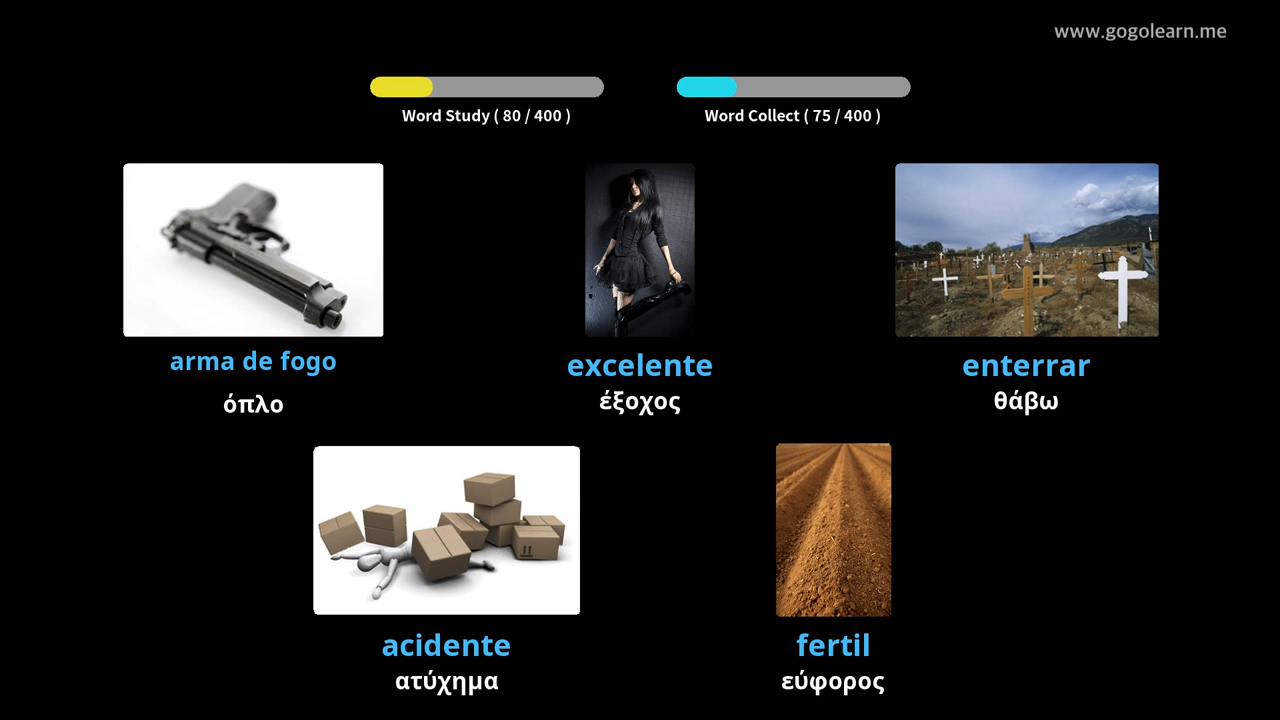 www.gogolearn.me
Word Study ( 80 / 400 )
Word Collect ( 75 / 400 )
arma de fogo
όπλο
excelente
έξοχος
enterrar
θάβω
acidente
ατύχημα
fertil
εύφορος